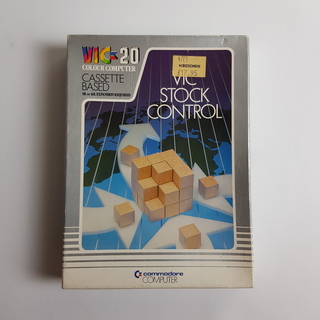 VIC-20
COLOUR COMPUTER
CASSETTE
BASED
VIC
STOCK
CONTROL
commodore
COMPUTER